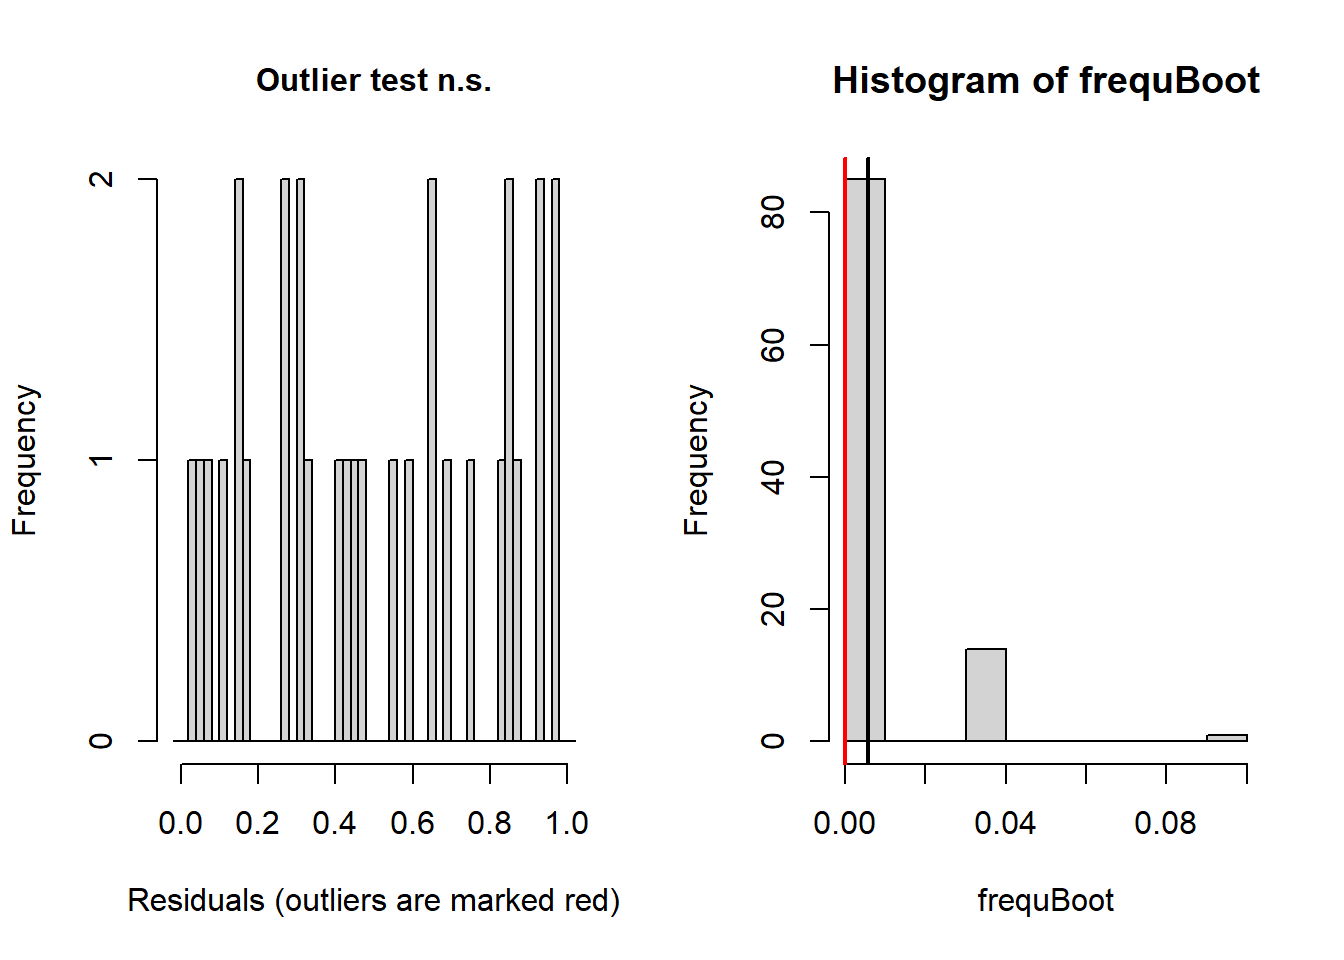 Outlier test n.s.
Frequency
2
1
0
0.0 0.2 0.4 0.6 0.8 1.0
Residuals (outliers are marked red)
Histogram of frequBoot
Frequency
80
60
40
20
0
0.00 0.04 0.08
frequBoot